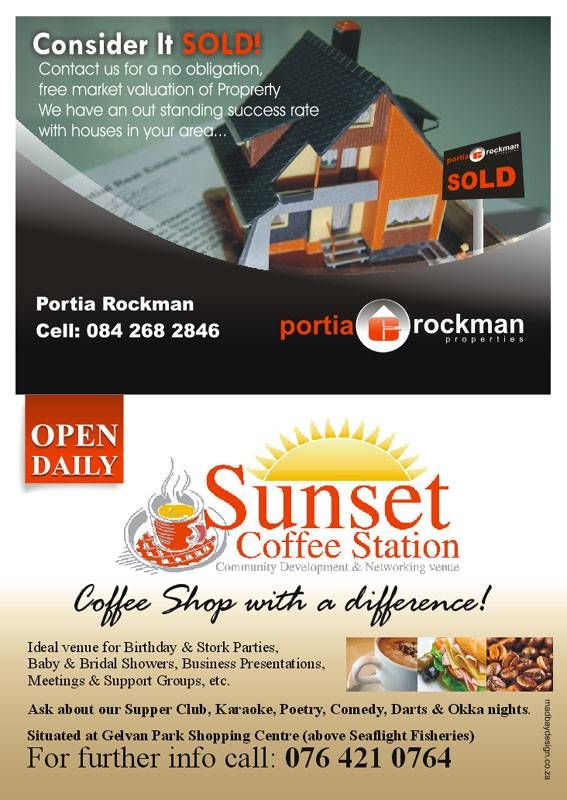 Consider It SOLD!
Contact us for a no obligation,
free market valuation of Proprerty
We have an out standing success rate
with houses in your area...
portia rockman
SOLD
Portia Rockman
Cell: 084 268 2846
portia rockman
properties
OPEN
DAILY
Sunset
Coffee Station
Community Development & Networking venue
Coffee Shop with a difference!
Ideal venue for Birthday & Stork Parties,
Baby & Bridal Showers, Business Presentations,
Meetings & Support Groups, etc.
Ask about our Supper Club, Karaoke, Poetry, Comedy, Darts & Okka nights.
Situated at Gelvan Park Shopping Centre (above Seaflight Fisheries)
For further info call: 076 421 0764
madbaydesign.co.za